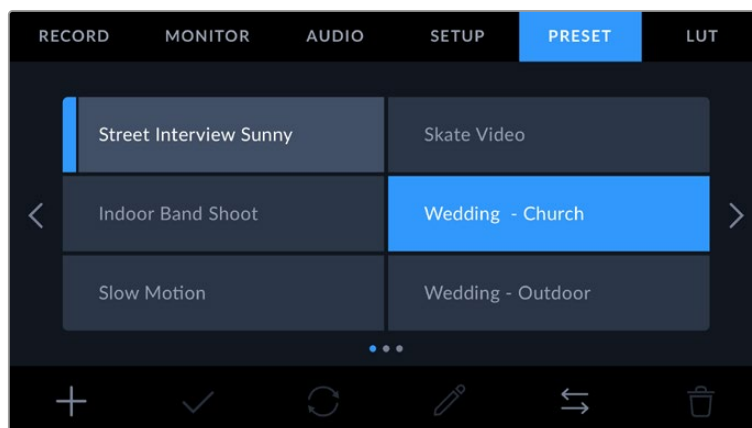 RECORD MONITOR AUDIO SETUP PRESET LUT
Street Interview Sunny Skate Video
Indoor Band Shoot Wedding - Church
Slow Motion Wedding - Outdoor